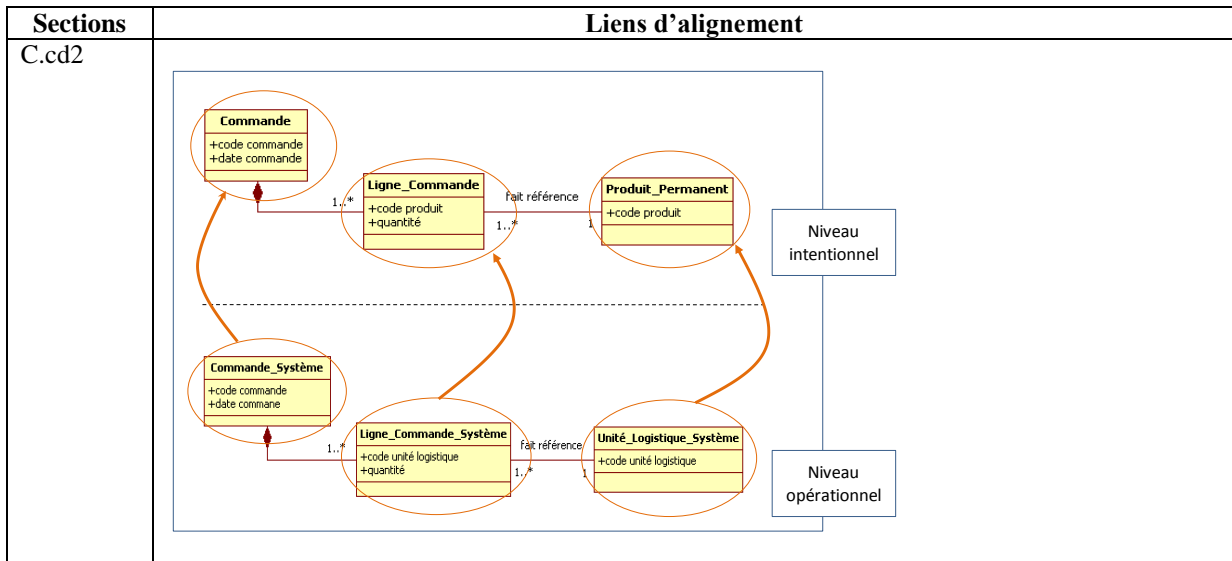 Sections
Liens d’alignement
C.cd2
Commande
+code commande
+date commande
1..*
Ligne_Commande
+code produit
+quantité
fait référence
1..*
1
Produit_Permanent
+code produit
Niveau
intentionnel
Commande_Système
+code commande
+date commane
1..*
Ligne_Commande_Système
+code unité logistique
+quantité
fait référence
1..*
1
Unité_Logistique_Système
+code unité logistique
Niveau
opérationnel